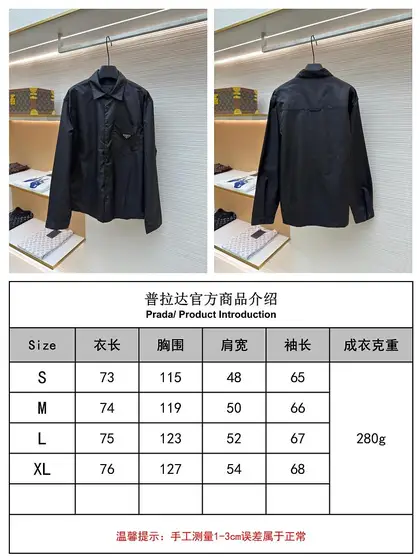 普拉达官方商品介绍
Prada/ Product Introduction
Size 衣长 胸围 肩宽 袖长 成衣克重
S 73 115 48 65
M 74 119 50 66
L 75 123 52 67
XL 76 127 54 68
280g
温馨提示：手工测量1-3cm误差属于正常